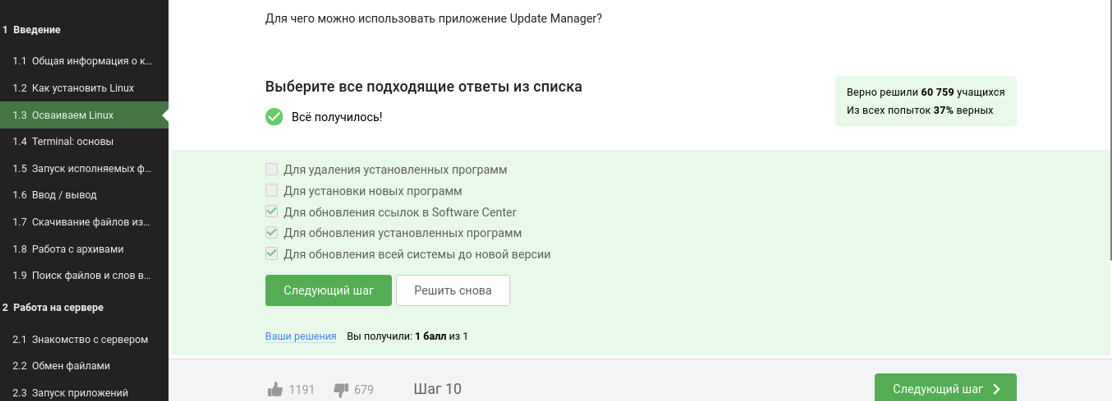 1 Введение
1.1 Общая информация о к...
1.2 Как установить Linux
1.3 Осваиваем Linux
1.4 Terminal: основы
1.5 Запуск исполняемых ф...
1.6 Ввод / вывод
1.7 Скачивание файлов из...
1.8 Работа с архивами
1.9 Поиск файлов и слов в...
2 Работа на сервере
2.1 Знакомство с сервером
2.2 Обмен файлами
2.3 Запуск приложений
Для чего можно использовать приложение Update Manager?
Выберите все подходящие ответы из списка
Верно решили 60 759 учащихся
Из всех попыток 37% верных
Всё получилось!
Для удаления установленных программ
Для установки новых программ
Для обновления ссылок в Software Center
Для обновления установленных программ
Для обновления всей системы до новой версии
Следующий шаг Решить снова
Ваши решения Вы получили: 1 балл из 1
1191 679 Шаг 10 Следующий шаг